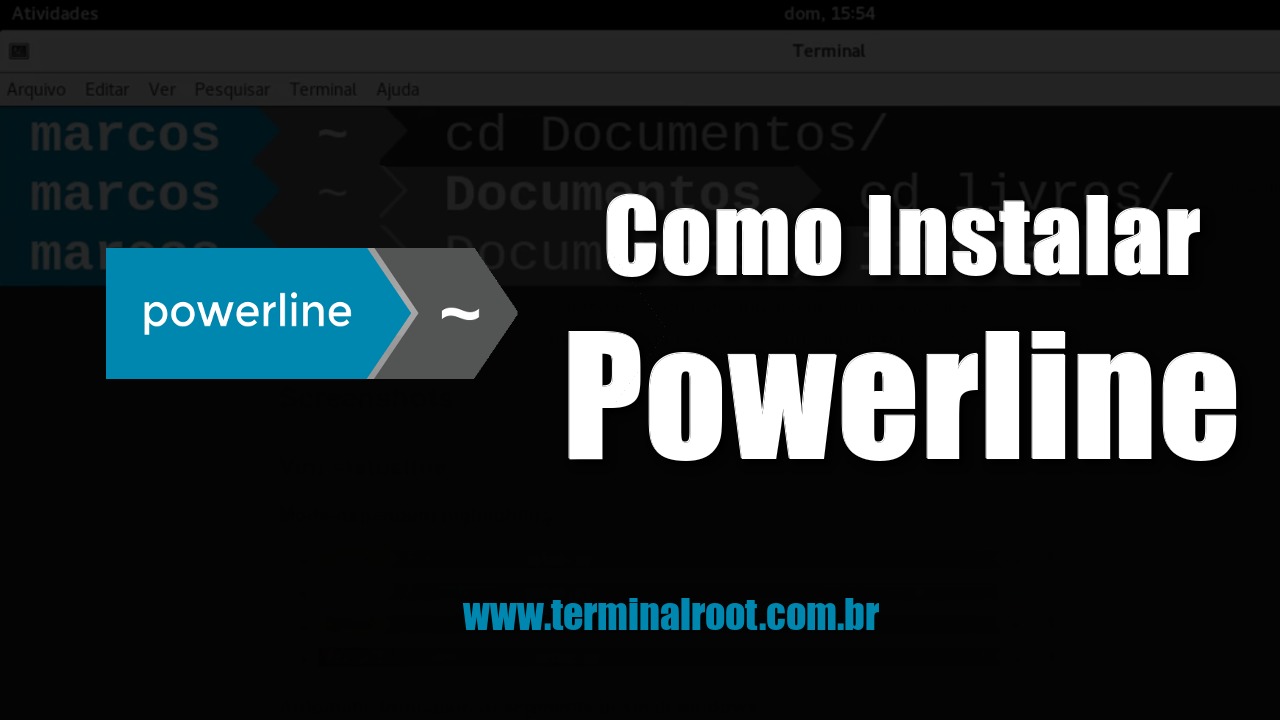 Atividades dom, 15:54
Terminal
Arquivo Editar Ver Pesquisar Terminal Ajuda
marcos ~ cd Documentos/
marcos ~ Documentos cd livros/
Como Instalar
powerline ~
Powerline
www.terminalroot.com.br